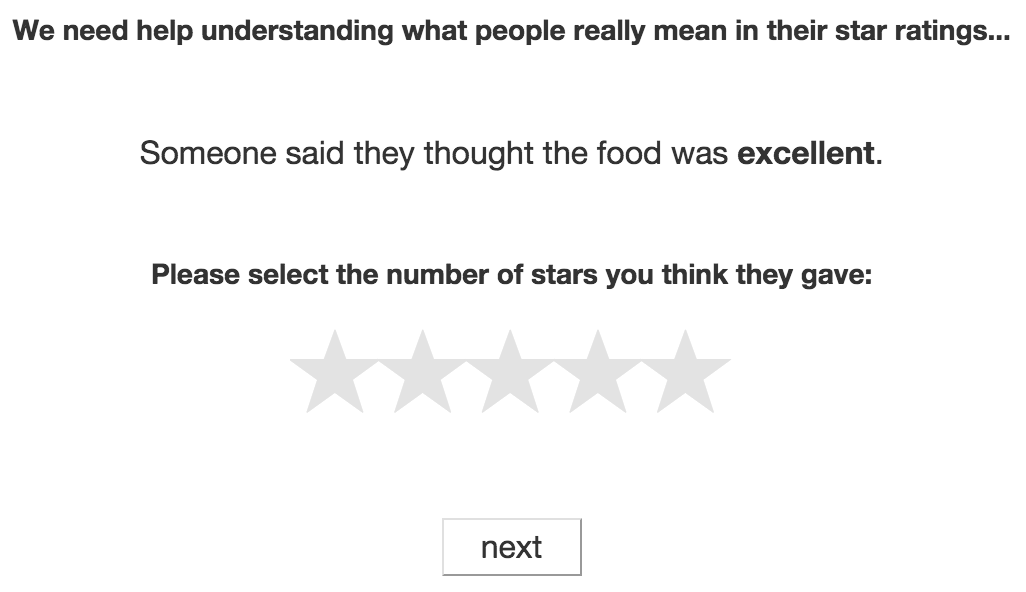 We need help understanding what people really mean in their star ratings...
Someone said they thought the food was excellent.
Please select the number of stars you think they gave:
next